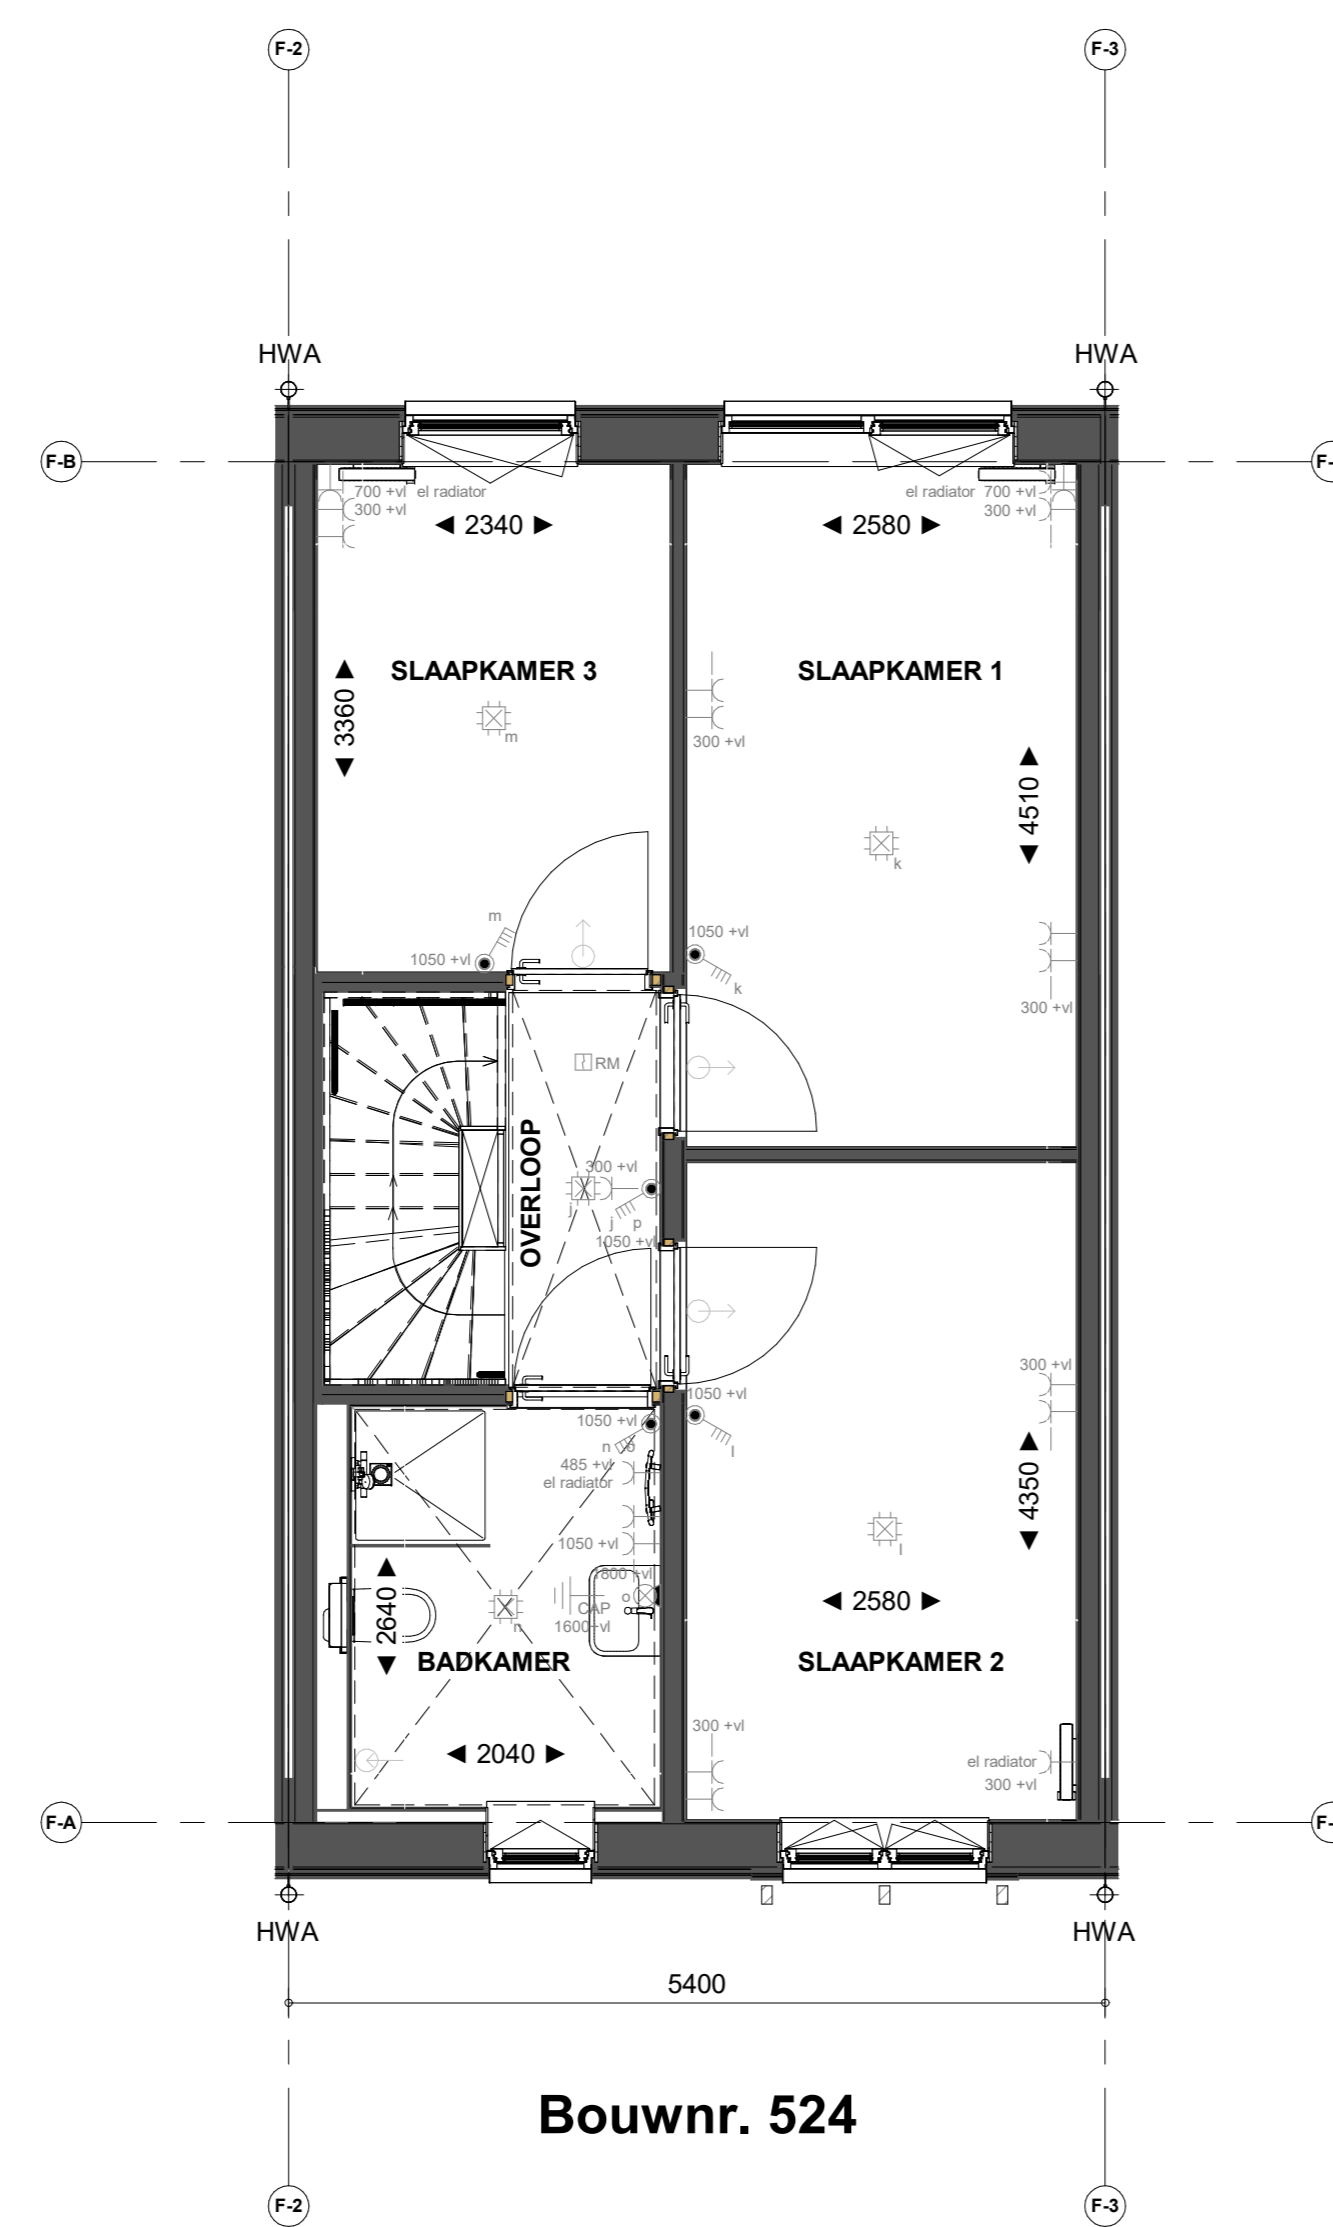 F-2 F-3
HWA HWA
F-B F-
700 +vl el radiator el radiator 700 +vl
300 +vl 300 +vl
◄ 2340 ► ◄ 2580 ►
SLAAPKAMER 3 SLAAPKAMER 1
◄ 3360 ►
m
300 +vl
◄ 4510 ►
k
m
1050 +vl
1050 +vl
k
300 +vl
RM
OVERLOOP
300 +vl
j
j p
1050 +vl
300 +vl
1050 +vl
l
1050 +vl
n o
485 +vl
el radiator
◄ 4350 ►
1050 +vl
l
1800 +vl
o
CAP
1600+vl
n
◄ 2640 ►
◄ 2580 ►
BADKAMER SLAAPKAMER 2
300 +vl
◄ 2040 ►
el radiator
300 +vl
F-A F-
HWA HWA
5400
Bouwnr. 524
F-2 F-3